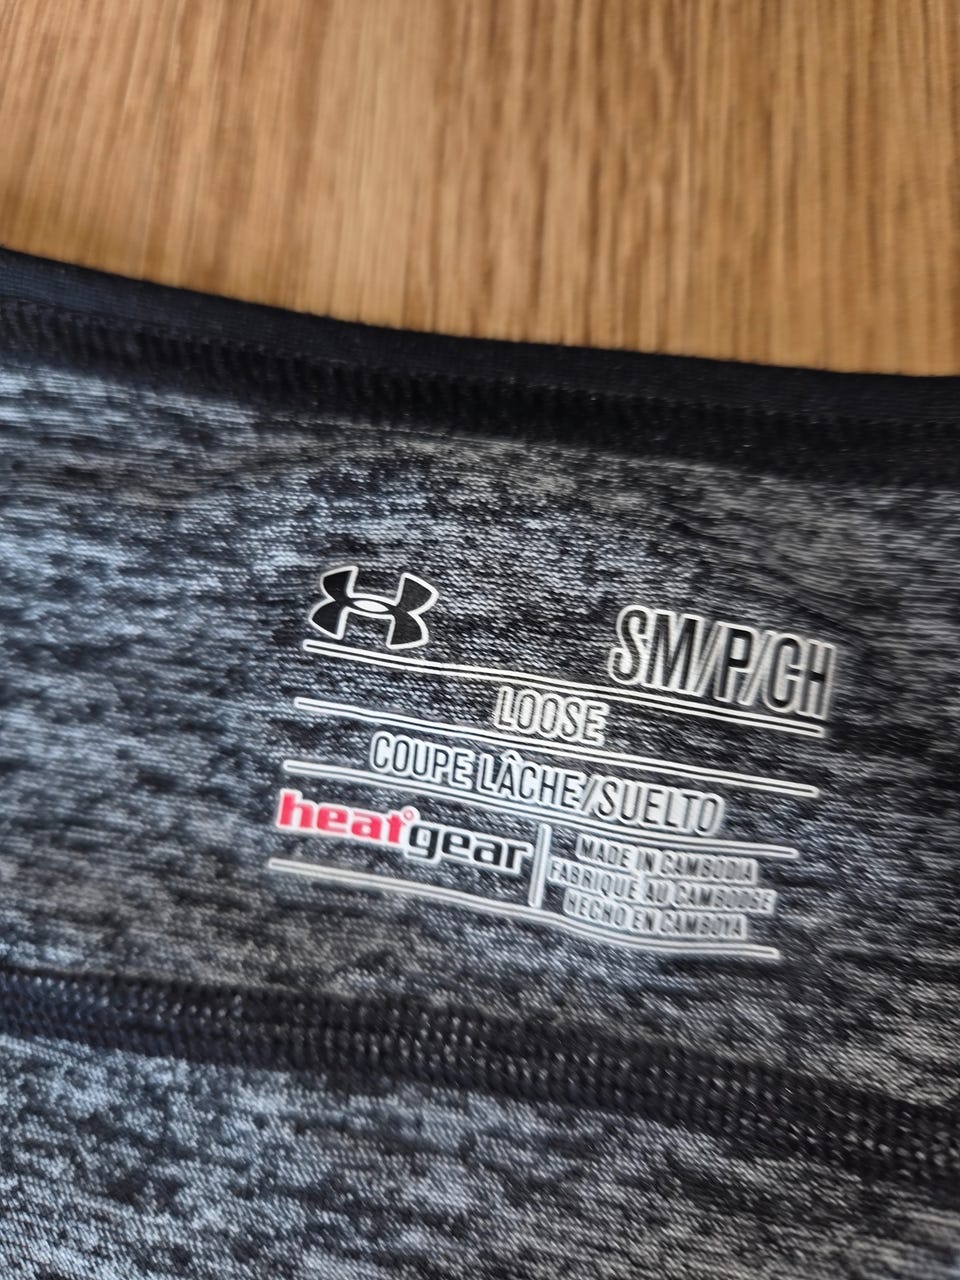 SM/P/CH
LOOSE
COUPE LÂCHE/SUELTO
heatgear
MADE IN CAMBODIA
FABRIQUÉ AU CAMBODGE
HECHO EN CAMBOYA